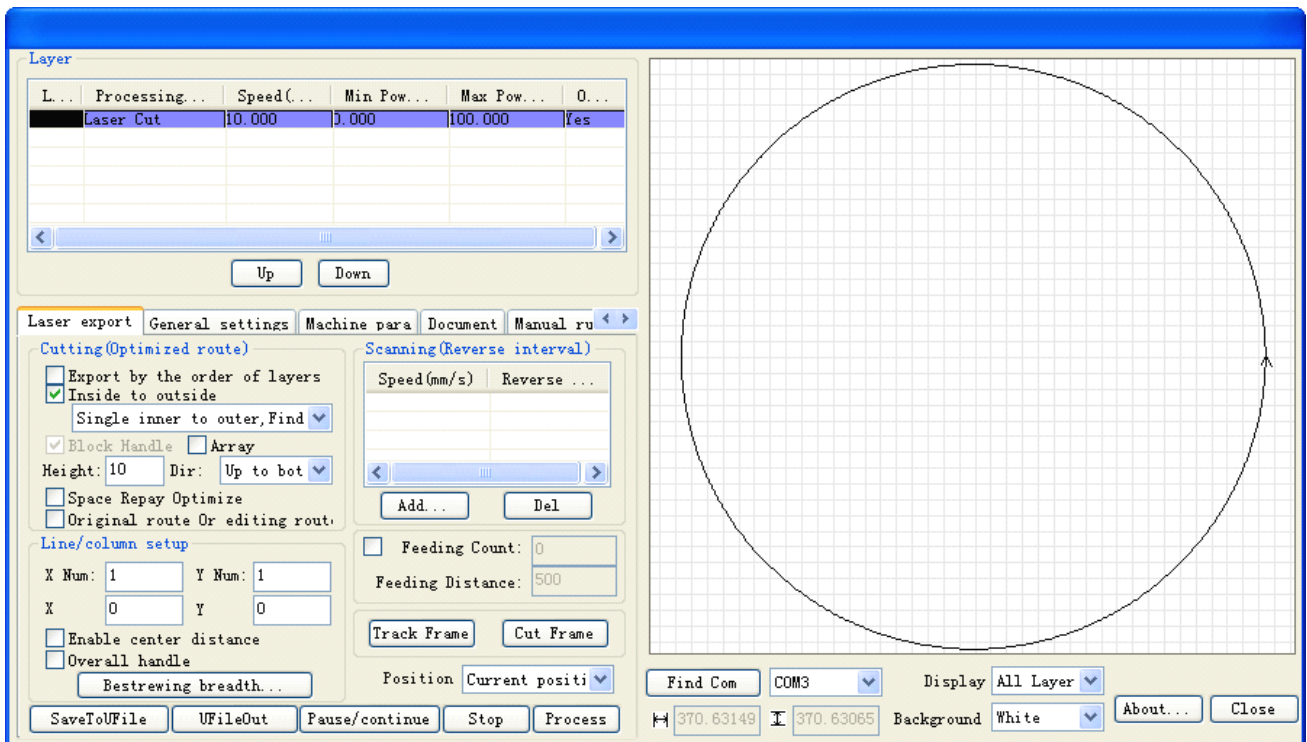 Layer
L... Processing... Speed(... Min Pow... Max Pow... O...
Laser Cut 10.000 0.000 100.000 Yes
Up Down
Laser export General settings Machine para Document Manual ru
Cutting(Optimized route)
Export by the order of layers
Inside to outside
Single inner to outer,Find
Block Handle Array
Height: 10 Dir: Up to bot
Space Repay Optimize
Original route Or editing rout
Line/column setup
X Num: 1 Y Num: 1
X 0 Y 0
Enable center distance
Overall handle
Bestrewing breadth...
Scanning(Reverse interval)
Speed(mm/s) Reverse ...
Add... Del
Feeding Count: 0
Feeding Distance: 500
Track Frame Cut Frame
Position Current positi
SaveToUFile UFileOut Pause/continue Stop Process
Find Com COM3 Display All Layer
370.63149 370.63065 Background White About... Close